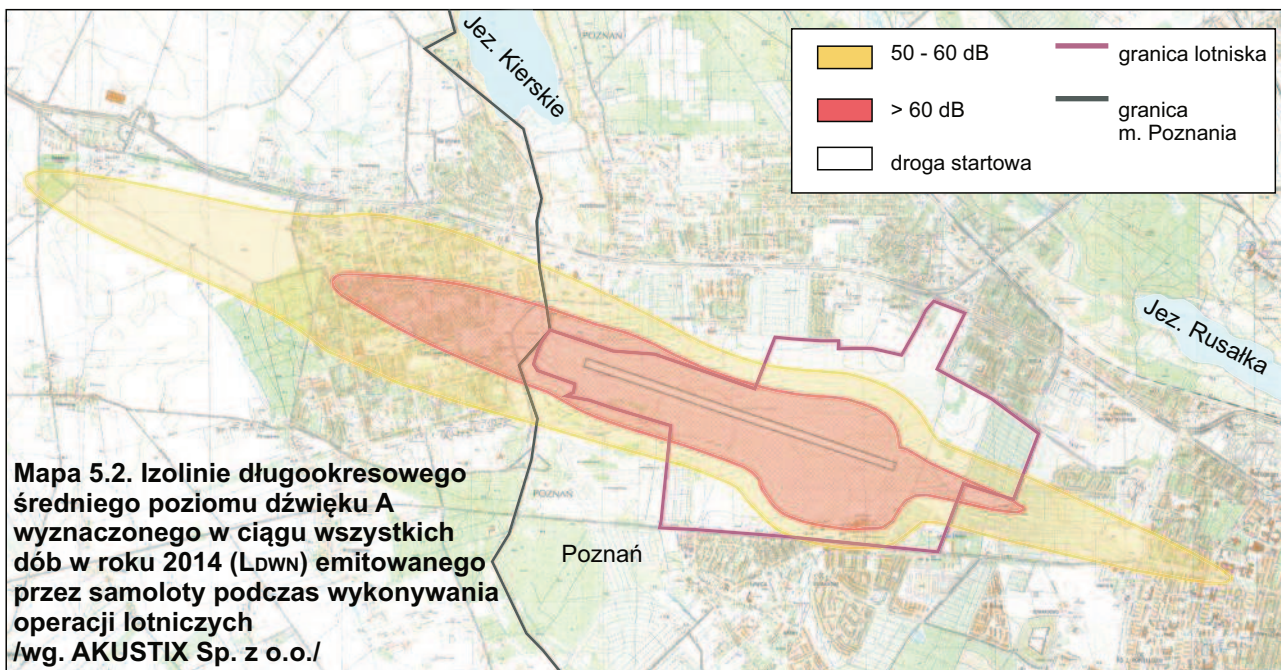 Jez. Kierskie
POZNAŃ
50 - 60 dB
> 60 dB
droga startowa
granica lotniska
granica
m. Poznania
Jez. Rusałka
Mapa 5.2. Izolinie długookresowego
średniego poziomu dźwięku A
wyznaczonego w ciągu wszystkich
dób w roku 2014 (LDWN) emitowanego
przez samoloty podczas wykonywania
operacji lotniczych
/wg. AKUSTIX Sp. z o.o./
POZNAŃ
Poznań